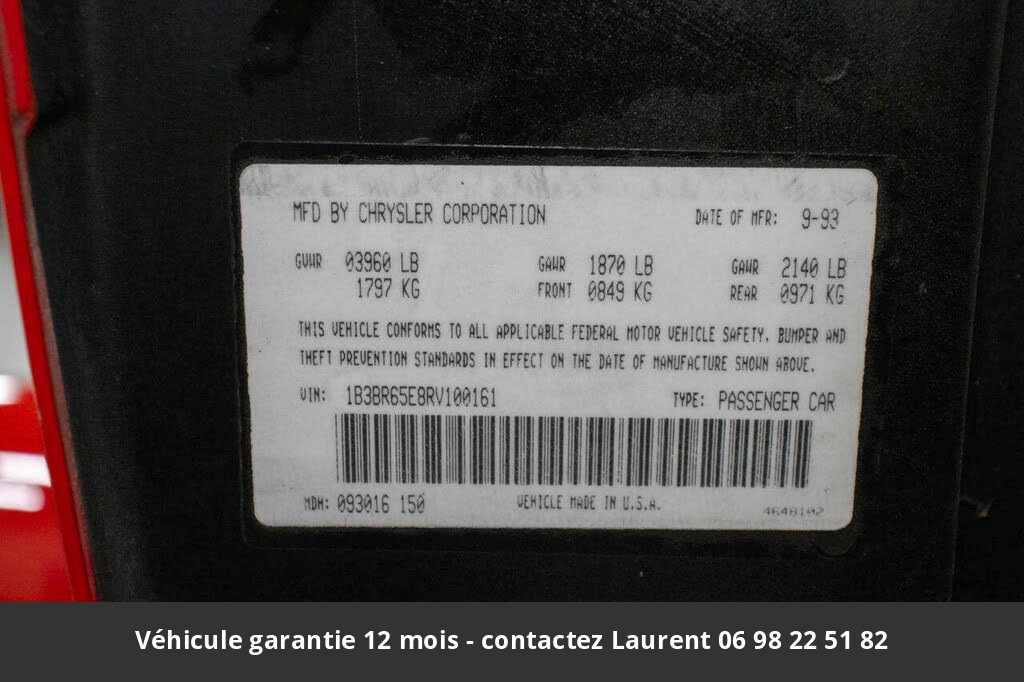 MFD BY CHRYSLER CORPORATION DATE OF MFR: 9-93
GVWR 03960 LB GAWR 1870 LB GAWR 2140 LB
1797 KG FRONT 0849 KG REAR 0971 KG
THIS VEHICLE CONFORMS TO ALL APPLICABLE FEDERAL MOTOR VEHICLE SAFETY, BUMPER AND
THEFT PREVENTION STANDARDS IN EFFECT ON THE DATE OF MANUFACTURE SHOWN ABOVE.
VIN: 1B3BR65E8RV100161 TYPE: PASSENGER CAR
MDH: 093016 150 VEHICLE MADE IN U.S.A. 4648102
Véhicule garantie 12 mois - contactez Laurent 06 98 22 51 82